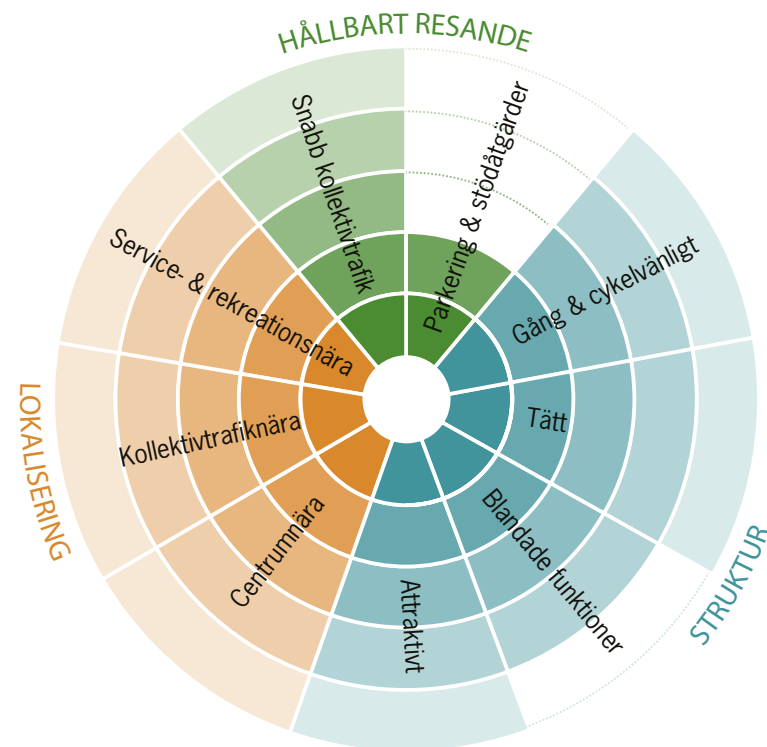 HÅLLBART RESANDE
Snabb kollektivtrafik
Parkering & stödåtgärder
Service- & rekreationsnära
Gång & cykelvänligt
LOKALISERING
Kollektivtrafiknära
Tätt
Centrumnära
Blandade funktioner
STRUKTUR
Attraktivt